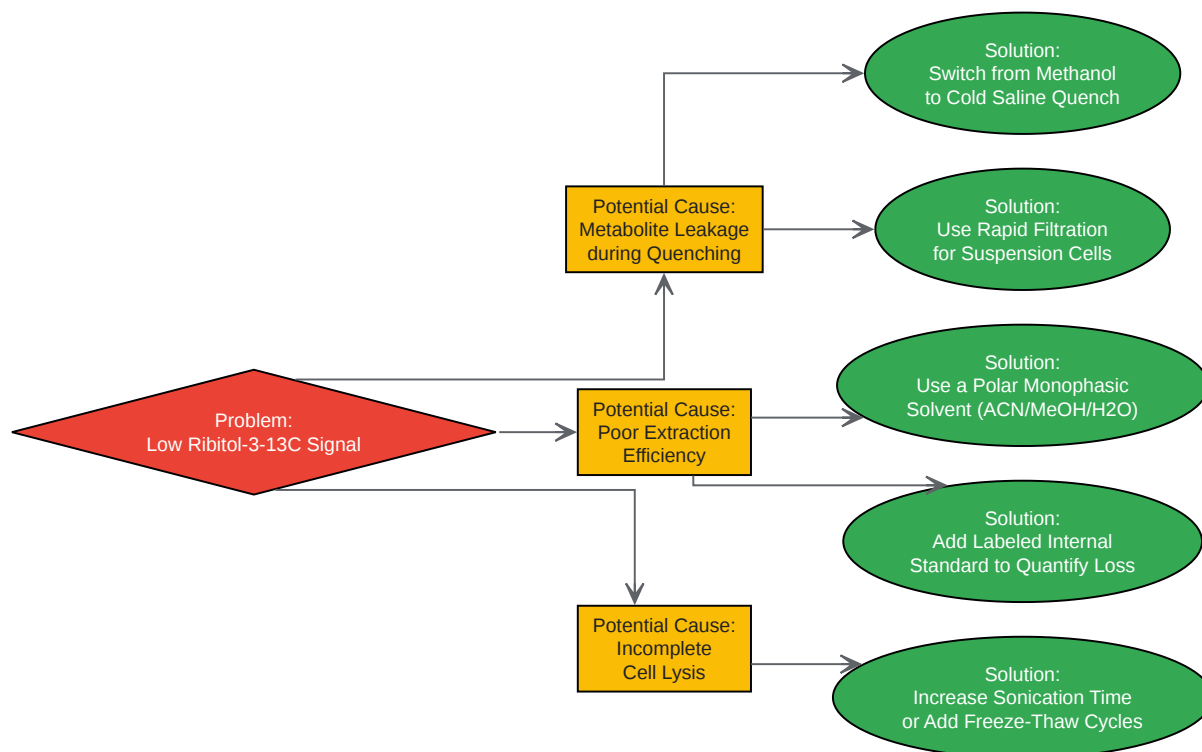 Solution:
Switch from Methanol
to Cold Saline Quench
Potential Cause:
Metabolite Leakage
during Quenching
Solution:
Use Rapid Filtration
for Suspension Cells
Problem:
Low Ribitol-3-13C Signal
Potential Cause:
Poor Extraction
Efficiency
Solution:
Use a Polar Monophasic
Solvent (ACN/MeOH/H2O)
Solution:
Add Labeled Internal
Standard to Quantify Loss
Potential Cause:
Incomplete
Cell Lysis
Solution:
Increase Sonication Time
or Add Freeze-Thaw Cycles